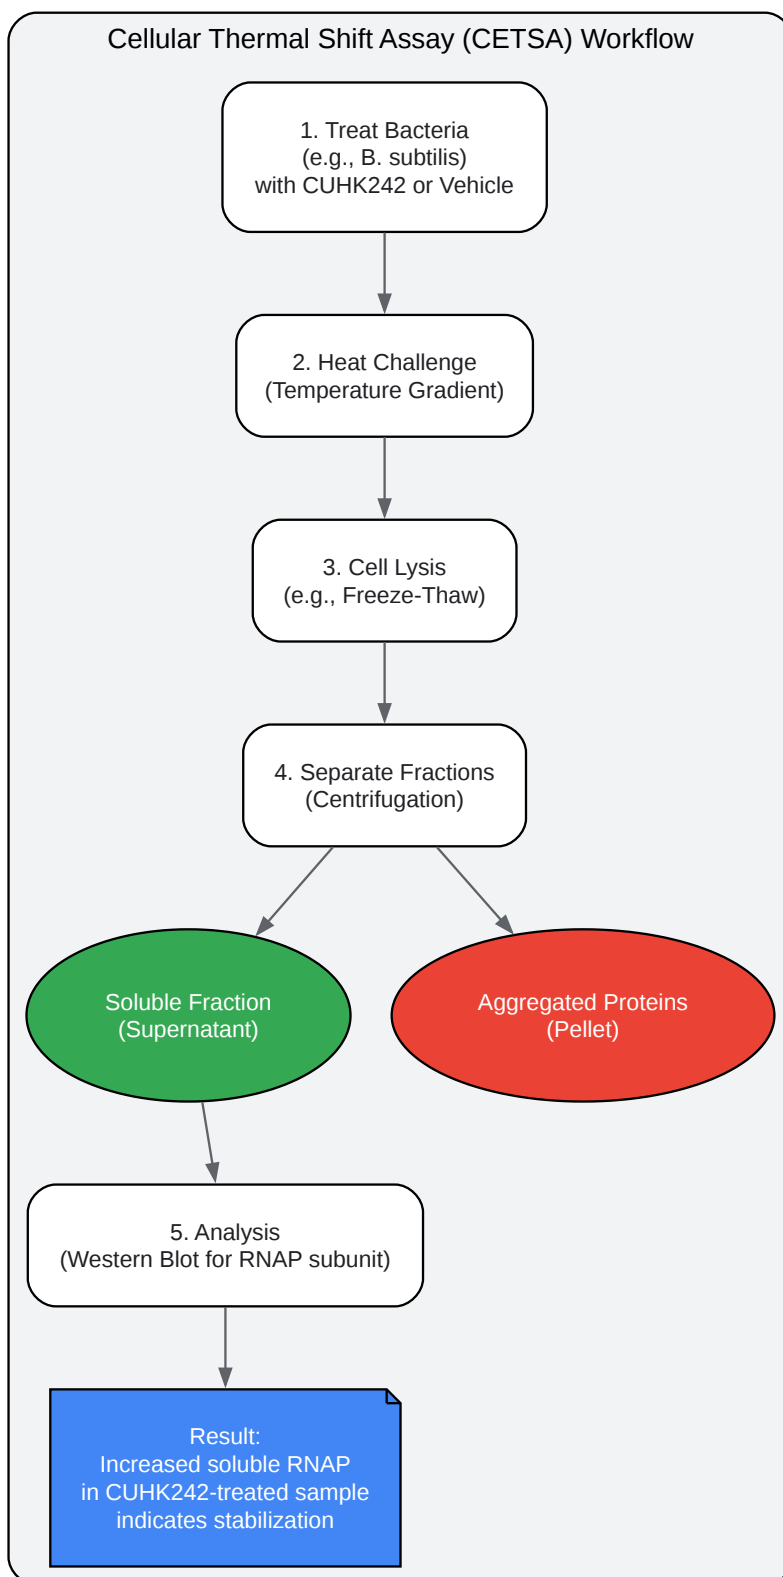 Cellular Thermal Shift Assay (CETSA) Workflow
1. Treat Bacteria
(e.g., B. subtilis)
with CUHK242 or Vehicle
2. Heat Challenge
(Temperature Gradient)
3. Cell Lysis
(e.g., Freeze-Thaw)
4. Separate Fractions
(Centrifugation)
Soluble Fraction
(Supernatant)
Aggregated Proteins
(Pellet)
5. Analysis
(Western Blot for RNAP subunit)
Result:
Increased soluble RNAP
in CUHK242-treated sample
indicates stabilization